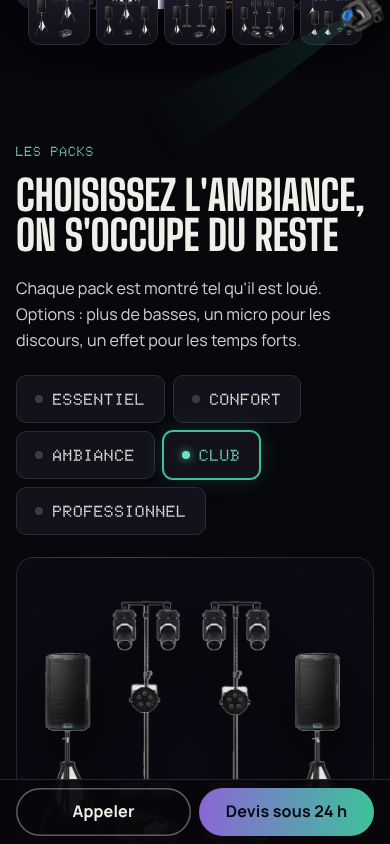 LES PACKS
CHOISISSEZ L'AMBIANCE,
ON S'OCCUPE DU RESTE
Chaque pack est montré tel qu'il est loué.
Options : plus de basses, un micro pour les
discours, un effet pour les temps forts.
ESSENTIEL
CONFORT
AMBIANCE
CLUB
PROFESSIONNEL
Appeler
Devis sous 24 h